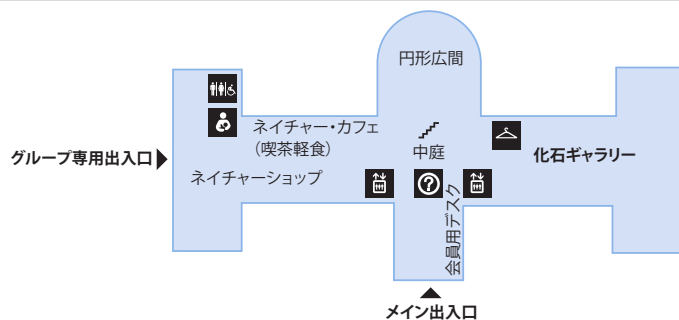 円形広間
ネイチャー・カフェ
(喫茶軽食)
中庭
化石ギャラリー
グループ専用出入口
ネイチャーショップ
?
会員用デスク
メイン出入口